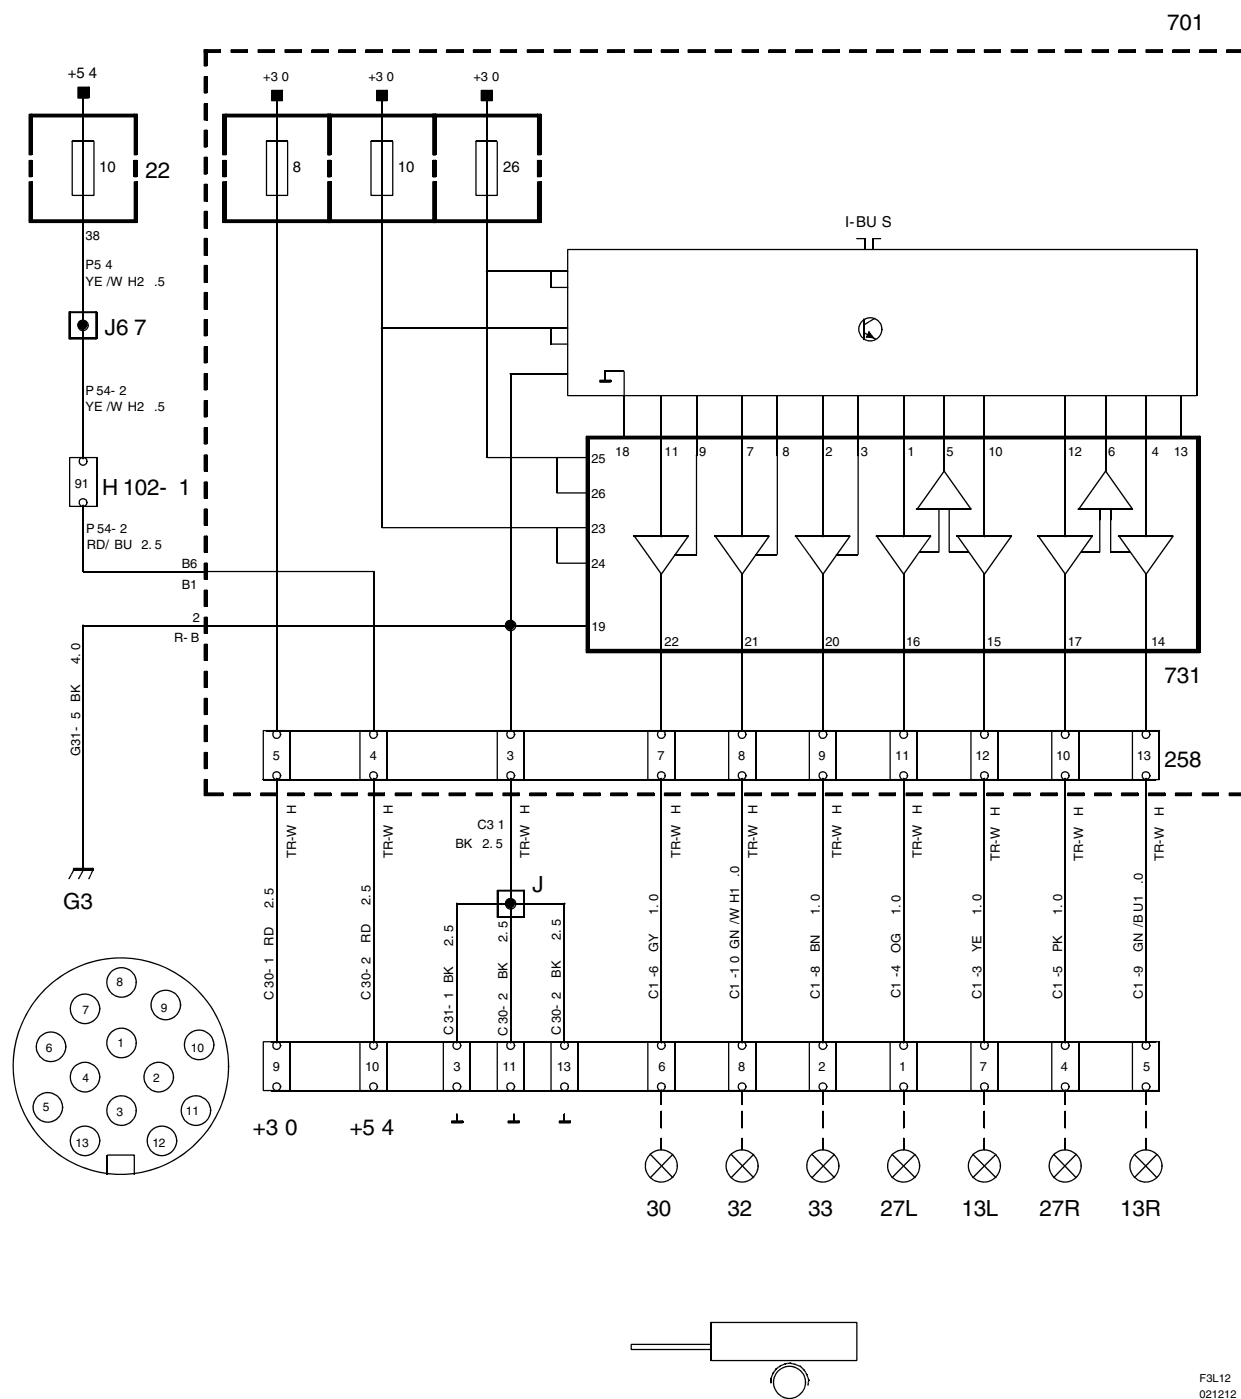 701
+5 4
+3 0
+3 0
+3 0
10
22
8
10
26
38
I-BU S
P5 4
YE /W H2 .5
J6 7
P 54- 2
YE /W H2 .5
91
H 102- 1
P 54- 2
RD/ BU 2. 5
B6
B1
2
R- B
25
26
23
24
19
18
11
9
7
8
2
3
1
5
10
12
6
4
13
22
21
20
16
15
17
14
731
G31- 5 BK 4. 0
G3
5
4
3
7
8
9
11
12
10
13
258
TR-W H
TR-W H
C3 1
BK 2. 5
TR-W H
TR-W H
TR-W H
TR-W H
TR-W H
TR-W H
TR-W H
TR-W H
J
C 30- 1 RD 2. 5
C 30- 2 RD 2. 5
C 31- 1 BK 2. 5
C 30- 2 BK 2. 5
C 30- 2 BK 2. 5
C1 -6 GY 1. 0
C1 -1 0 GN /W H1 .0
C1 -8 BN 1. 0
C1 -4 OG 1. 0
C1 -3 YE 1. 0
C1 -5 PK 1. 0
C1 -9 GN /B U1 .0
8
7
9
6
1
10
4
2
5
3
11
13
12
9
10
3
11
13
6
8
2
1
7
4
5
+3 0
+5 4
30
32
33
27L
13L
27R
13R
F3L12
021212